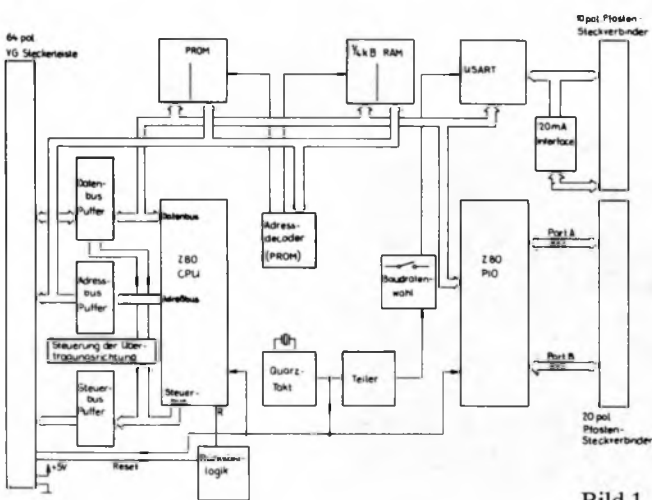 64 pol.
VG Steckerleiste
PROM
¼ kB RAM
USART
10 pol. Pfosten-
Steckverbinder
20mA
Interface
Daten-
bus
Puffer
Datenbus
Z80
CPU
Adress-
decoder
(PROM)
Z80
PIO
Port A
Adress-
bus
Puffer
Adreßbus
Baudraten-
wahl
Steuerung der Über-
tragungsrichtung
Quarz-
Takt
Teiler
Port B
Steuer-
bus
Puffer
Steuer-
R
20 pol.
Pfosten-
Steckverbinder
+5V
Reset
logik
Bild 1